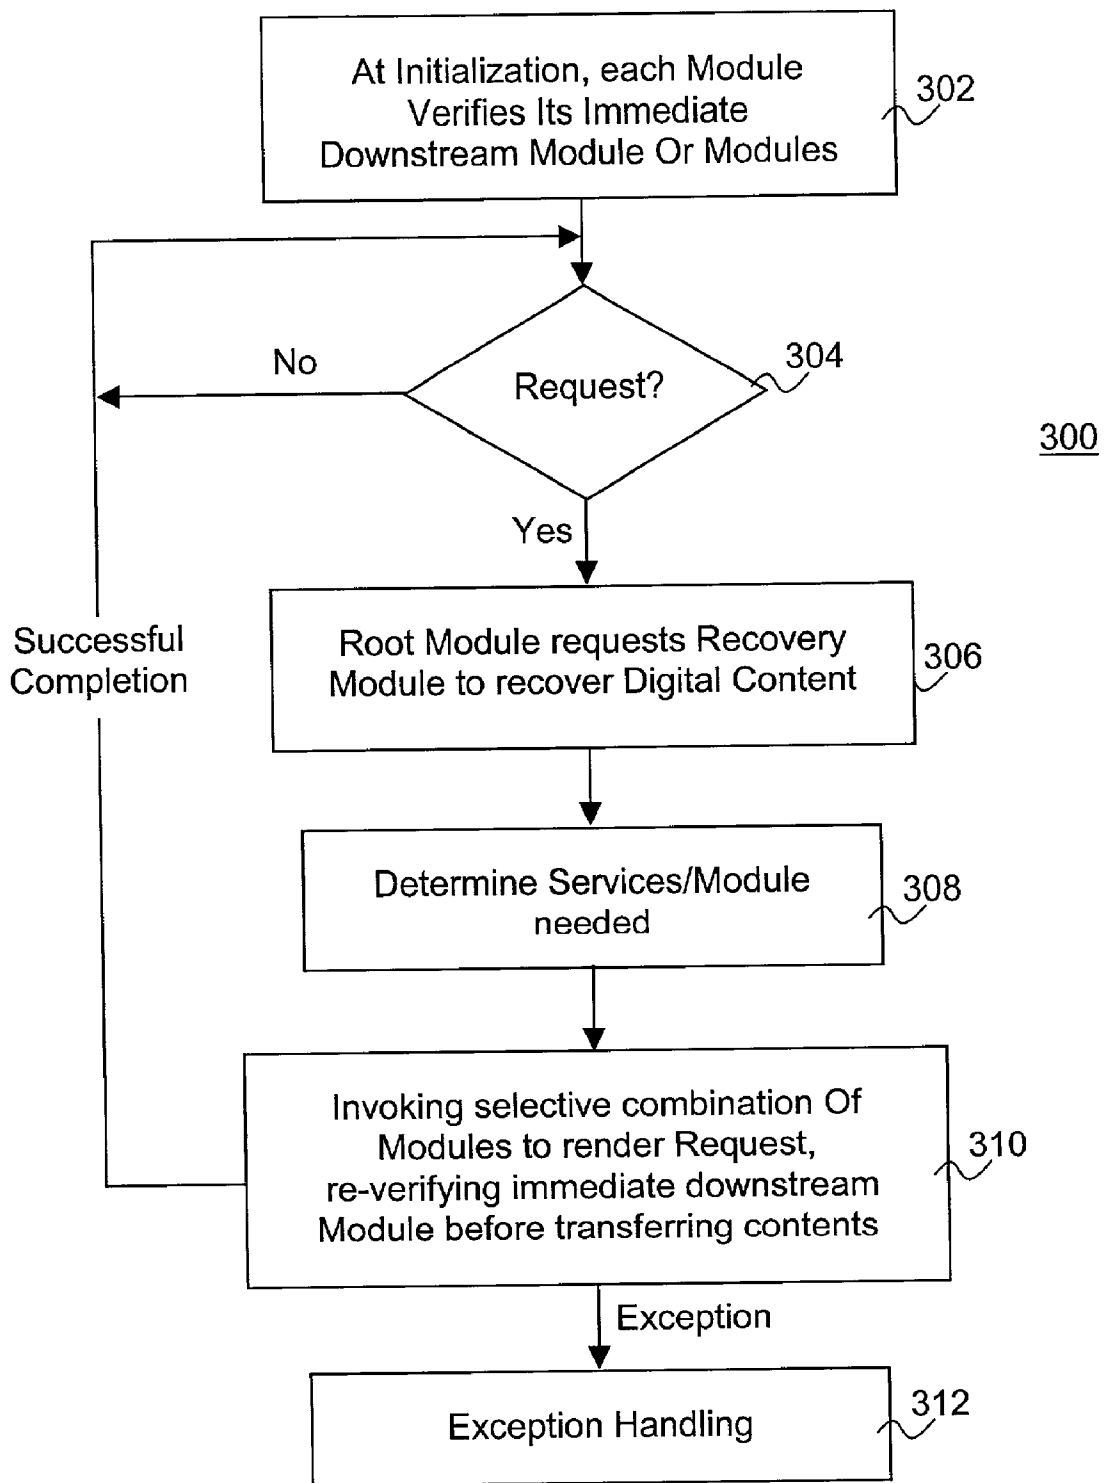 At Initialization, each Module
Verifies Its Immediate
Downstream Module Or Modules
302
No
Request?
304
300
Yes
Successful
Completion
Root Module requests Recovery
Module to recover Digital Content
306
Determine Services/Module
needed
308
Invoking selective combination Of
Modules to render Request,
re-verifying immediate downstream
Module before transferring contents
310
Exception
Exception Handling
312